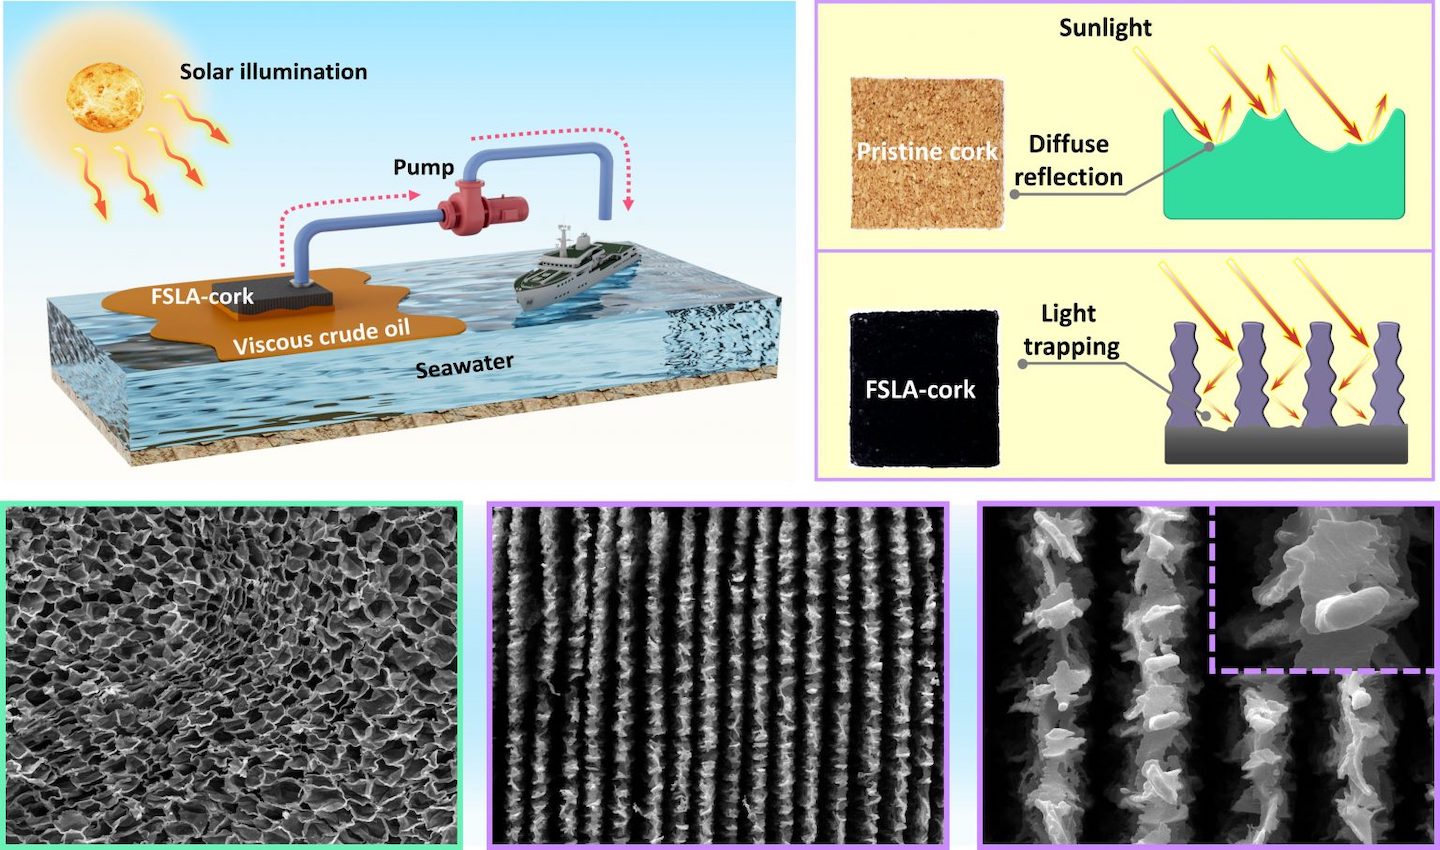 Solar illumination
Pump
FSLA-cork
Viscous crude oil
Seawater
Sunlight
Pristine cork
Diffuse
reflection
FSLA-cork
Light
trapping